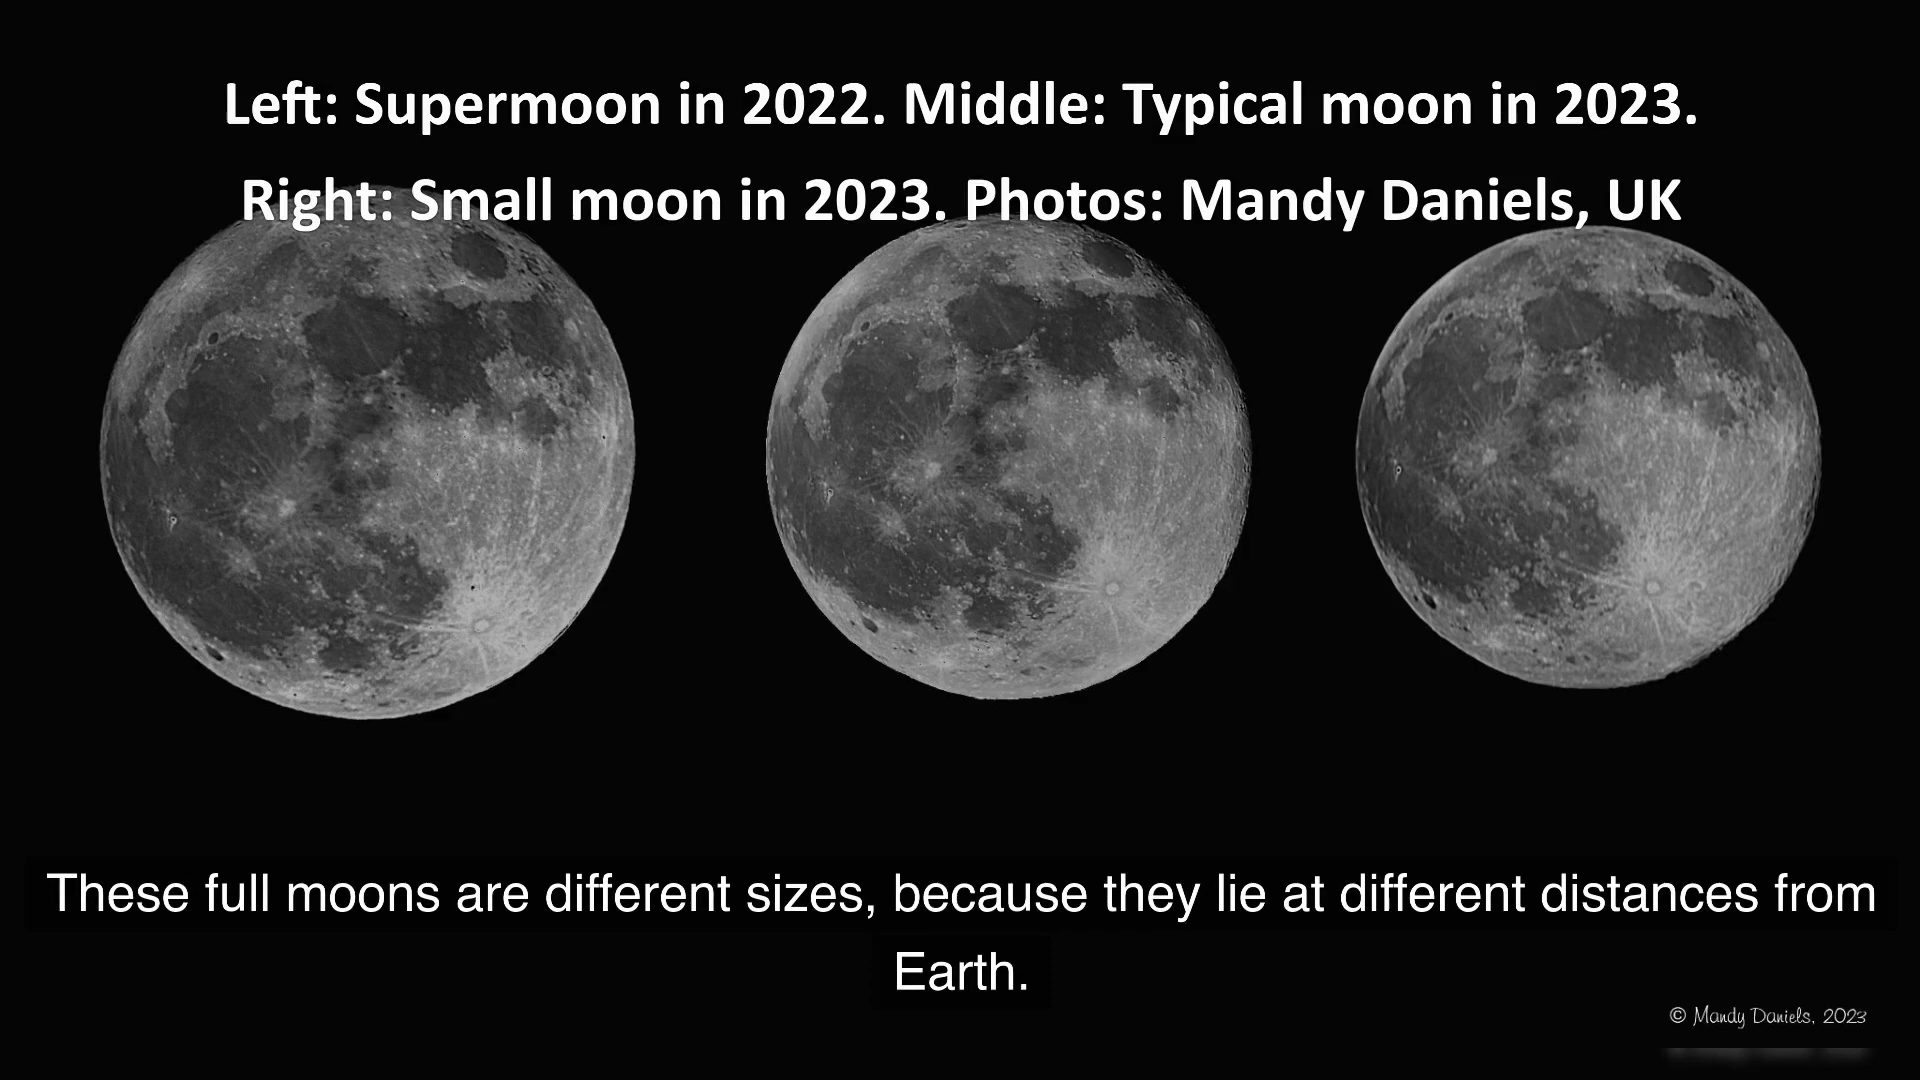 Left: Supermoon in 2022. Middle: Typical moon in 2023.
Right: Small moon in 2023. Photos: Mandy Daniels, UK
These full moons are different sizes, because they lie at different distances from
Earth.
© Mandy Daniels, 2023